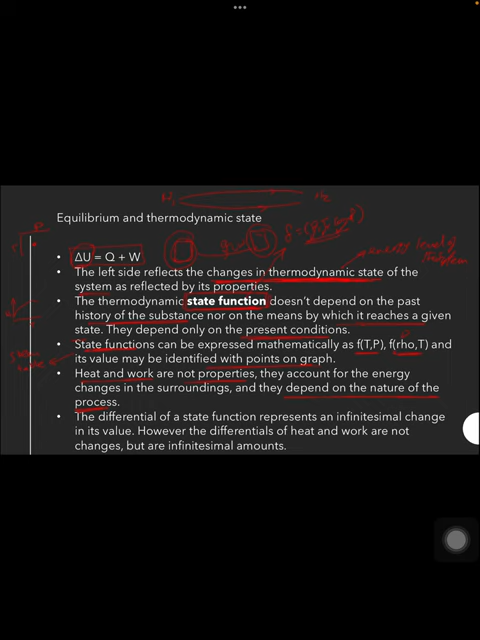 Equilibrium and thermodynamic state
• ΔU = Q + W
• The left side reflects the changes in thermodynamic state of the
system as reflected by its properties.
• The thermodynamic state function doesn't depend on the past
history of the substance nor on the means by which it reaches a given
state. They depend only on the present conditions.
• State functions can be expressed mathematically as f(T,P), f(rho,T) and
its value may be identified with points on graph.
• Heat and work are not properties, they account for the energy
changes in the surroundings, and they depend on the nature of the
process.
• The differential of a state function represents an infinitesimal change
in its value. However the differentials of heat and work are not
changes, but are infinitesimal amounts.